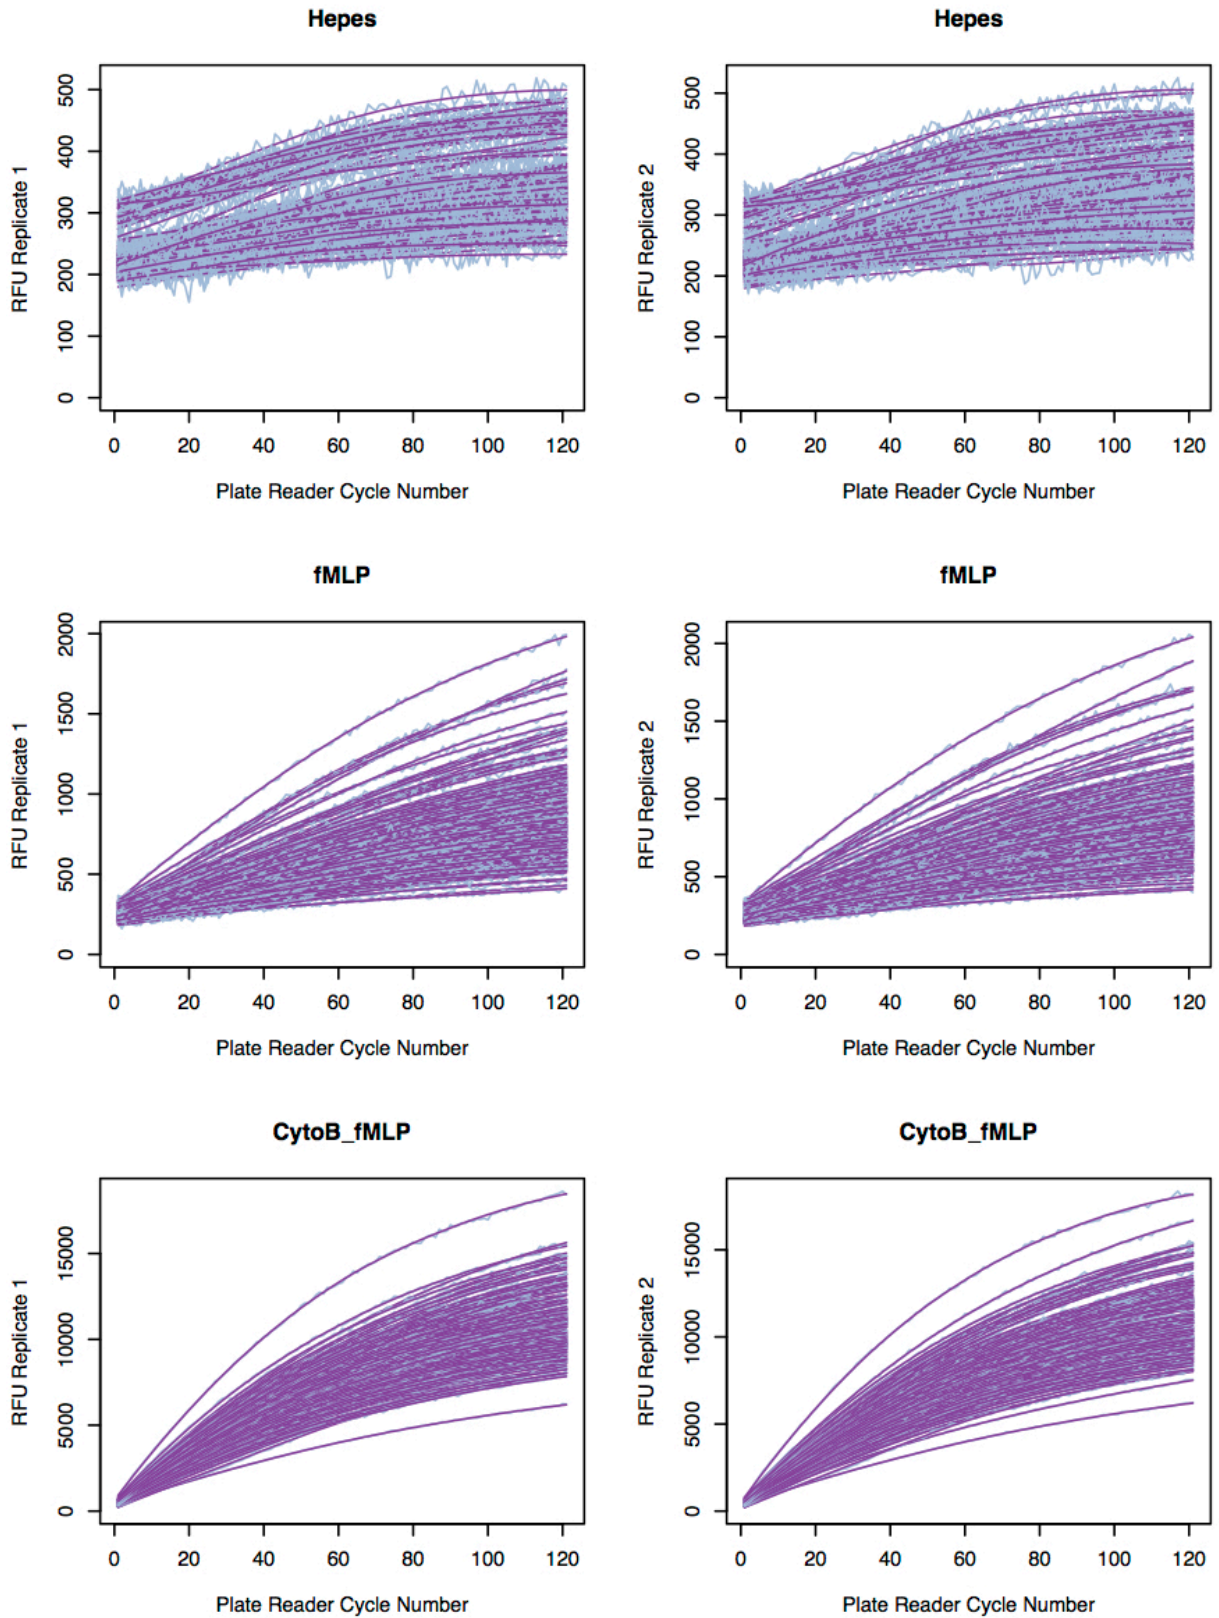 Hepes
RFU Replicate 1
500
400
300
200
100
0
0 20 40 60 80 100 120
Plate Reader Cycle Number
Hepes
RFU Replicate 2
500
400
300
200
100
0
0 20 40 60 80 100 120
Plate Reader Cycle Number
fMLP
RFU Replicate 1
2000
1500
1000
500
0
0 20 40 60 80 100 120
Plate Reader Cycle Number
fMLP
RFU Replicate 2
2000
1500
1000
500
0
0 20 40 60 80 100 120
Plate Reader Cycle Number
CytoB_fMLP
RFU Replicate 1
15000
10000
5000
0
0 20 40 60 80 100 120
Plate Reader Cycle Number
CytoB_fMLP
RFU Replicate 2
15000
10000
5000
0
0 20 40 60 80 100 120
Plate Reader Cycle Number